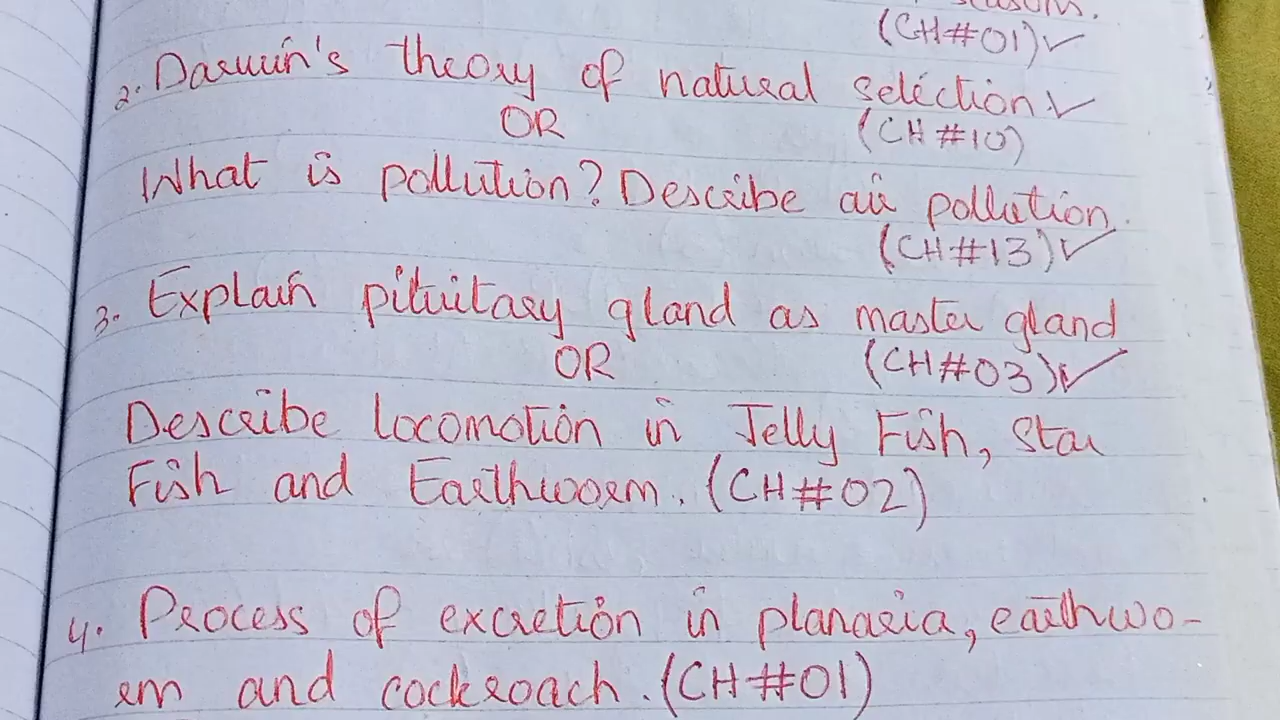 (CH#01)✓
2. Darwin's theory of natural selection ✓
OR (CH#10)
What is pollution? Describe air pollution.
(CH#13)✓
3. Explain pituitary gland as master gland
OR (CH#03)✓
Describe locomotion in Jelly Fish, Star
Fish and Earthworm. (CH#02)
4. Process of excretion in planaria, earthwo-
rm and cockroach. (CH#01)